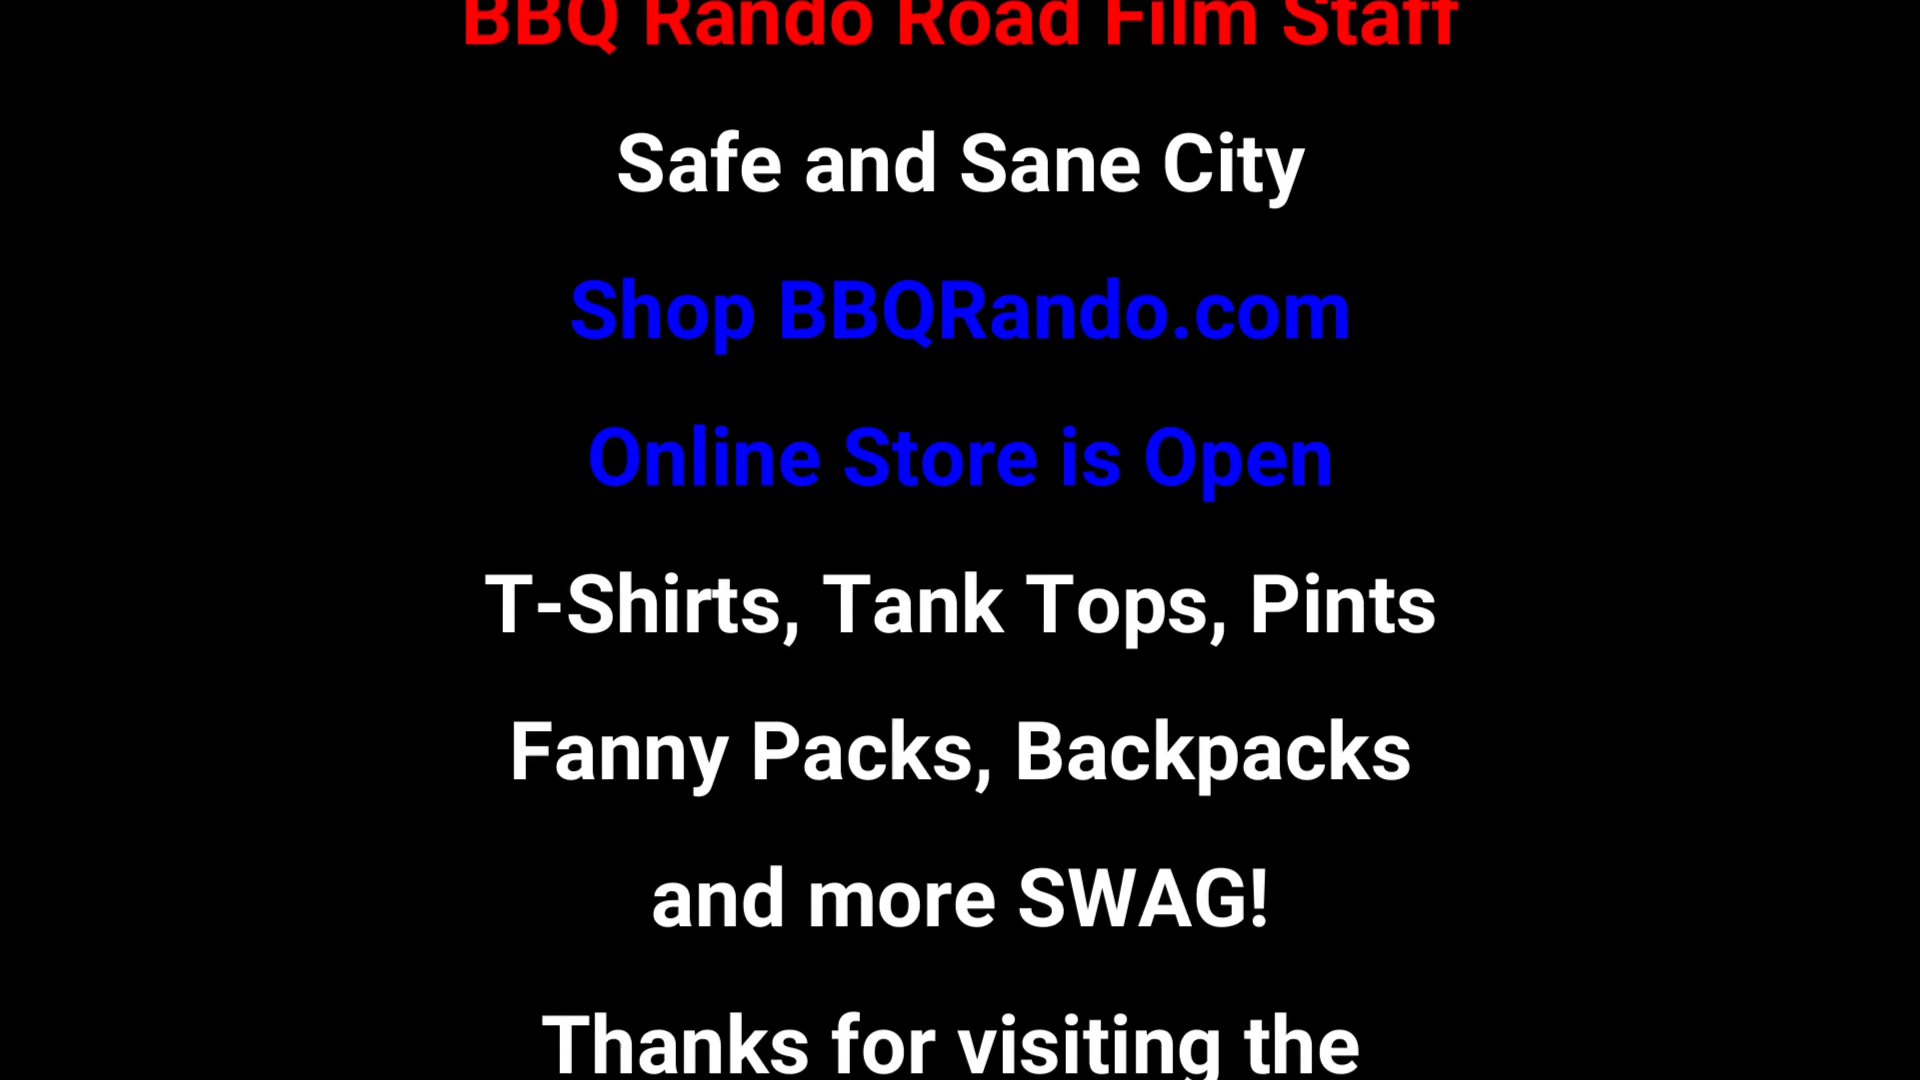 BBQ Rando Road Film Staff
Safe and Sane City
Shop BBQRando.com
Online Store is Open
T-Shirts, Tank Tops, Pints
Fanny Packs, Backpacks
and more SWAG!
Thanks for visiting the